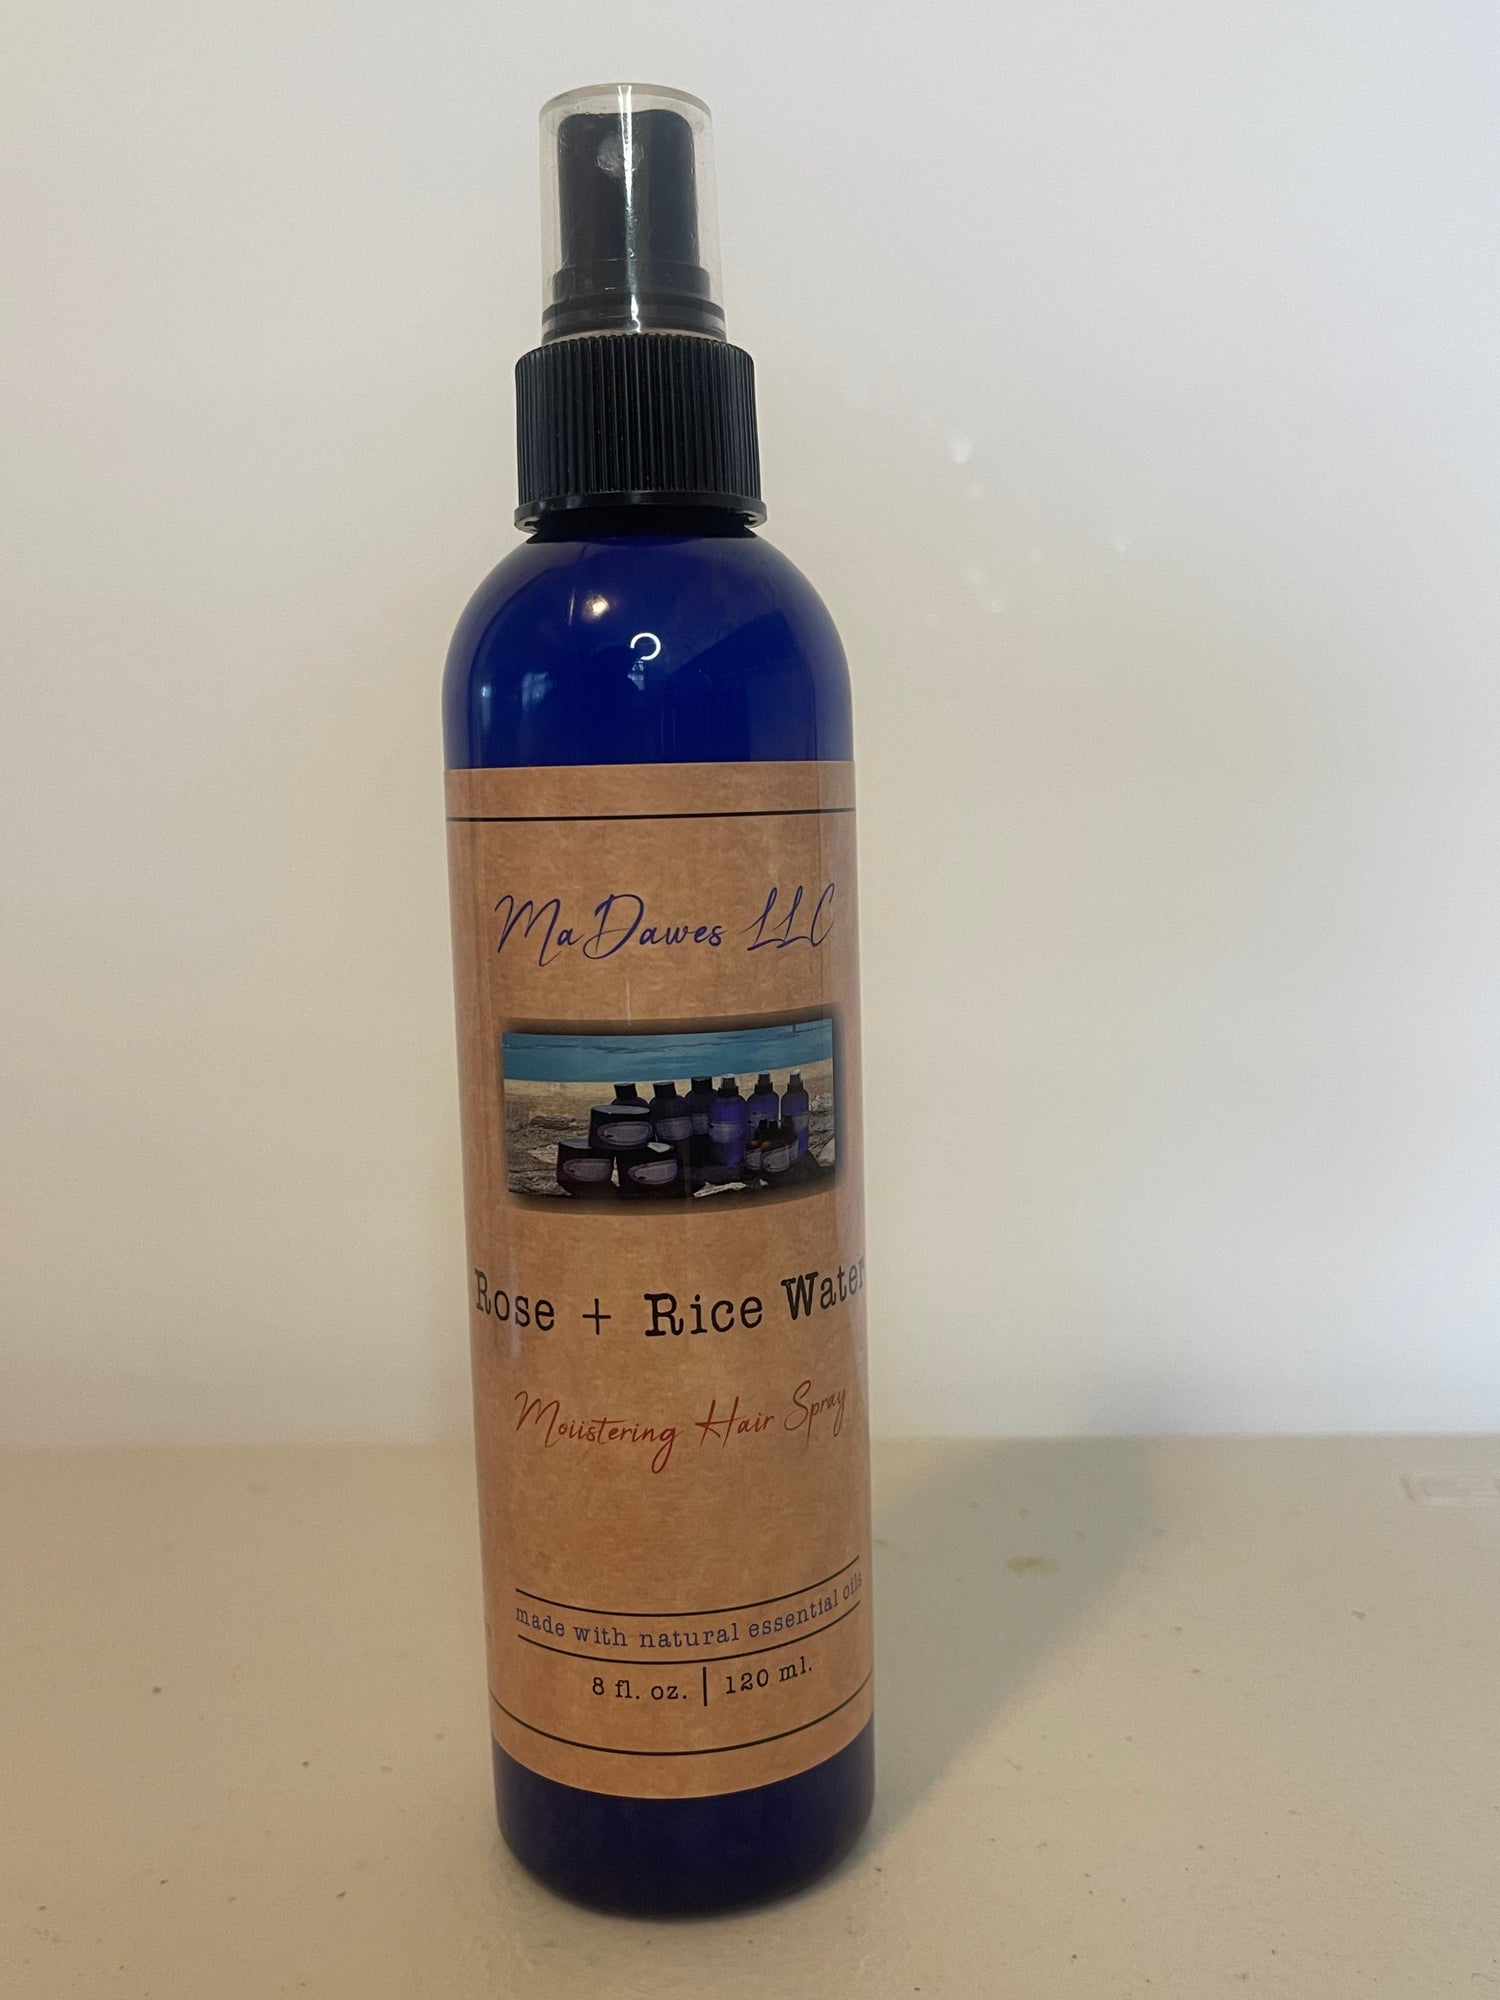 MaDawes LLC
Rose + Rice Water
Moiistering Hair Spray
made with natural essential oils
8 fl. oz. | 120 ml.